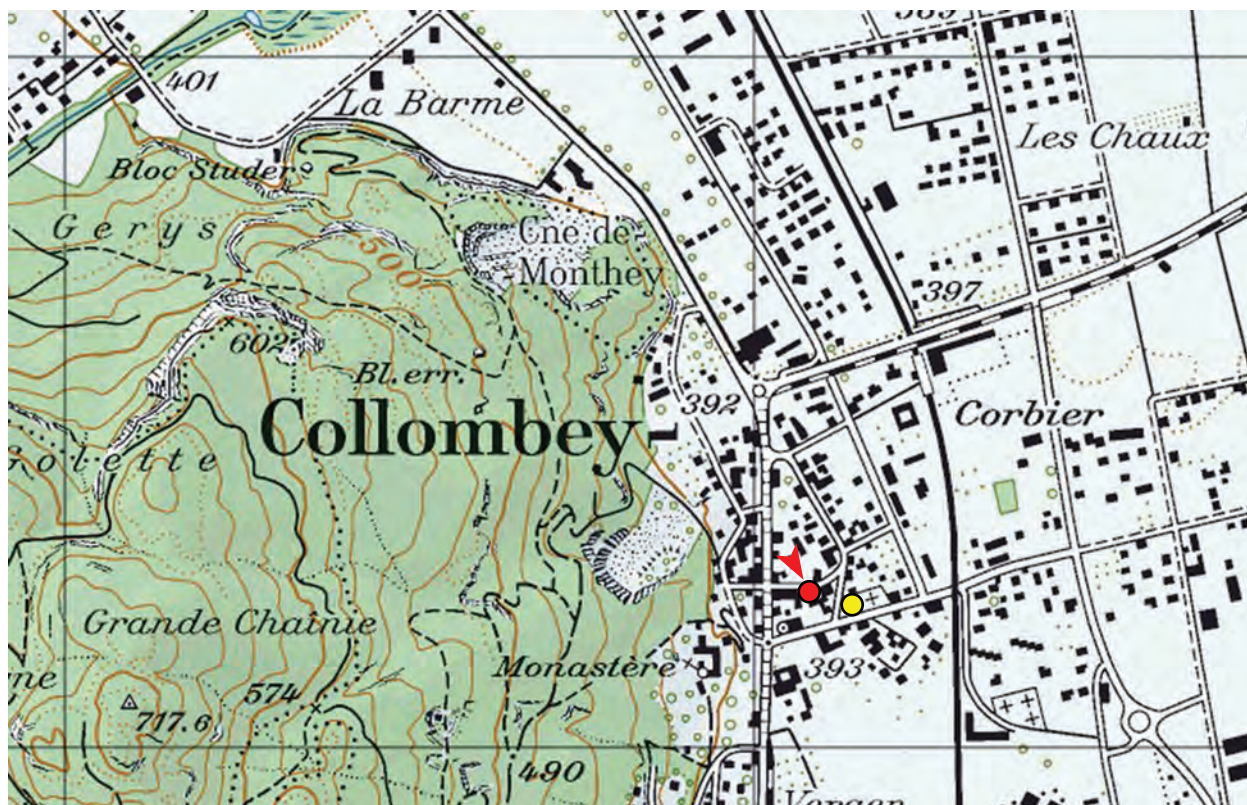 401
La Barme
Les Chaux
Bloc Studer
Gerys
Cne de
Monthey
500
397
602
Bl. err.
392
Collombey
Corbier
Golette
Grande Chaînie
Monastère
393
574
717.6
490